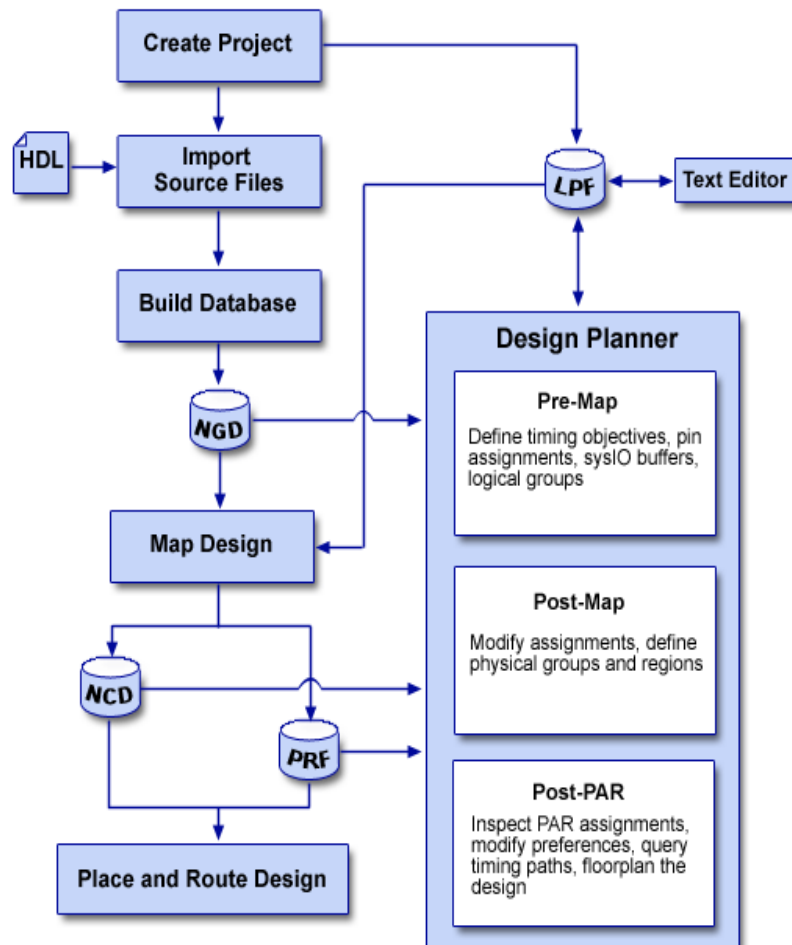 Create Project
HDL
Import
Source Files
LPF
Text Editor
Build Database
Design Planner
NGD
Pre-Map
Define timing objectives, pin
assignments, sysIO buffers,
logical groups
Map Design
Post-Map
Modify assignments, define
physical groups and regions
NCD
PRF
Post-PAR
Inspect PAR assignments,
modify preferences, query
timing paths, floorplan the
design
Place and Route Design